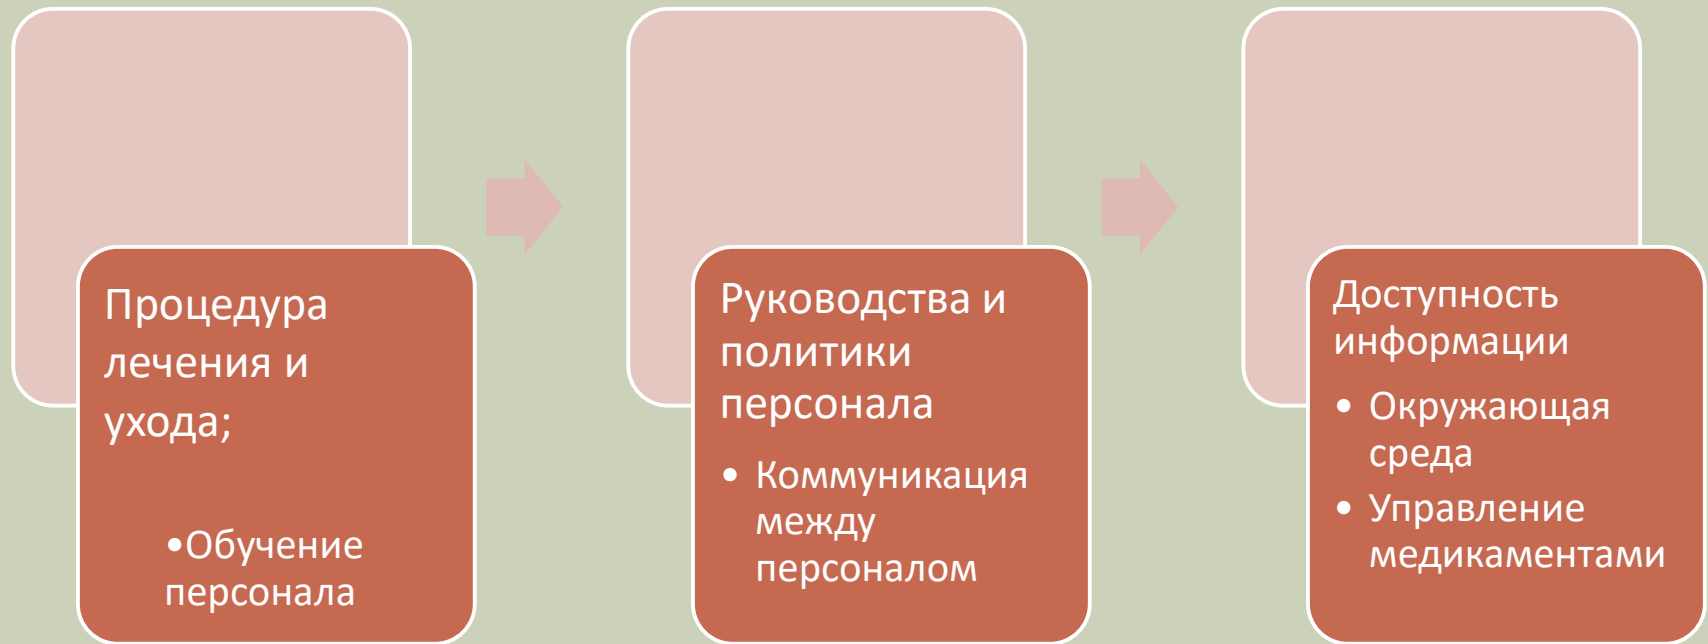 Процедура
лечения и
ухода;
•Обучение
персонала
Руководства и
политики
персонала
• Коммуникация
между
персоналом
Доступность
информации
• Окружающая
среда
• Управление
медикаментами